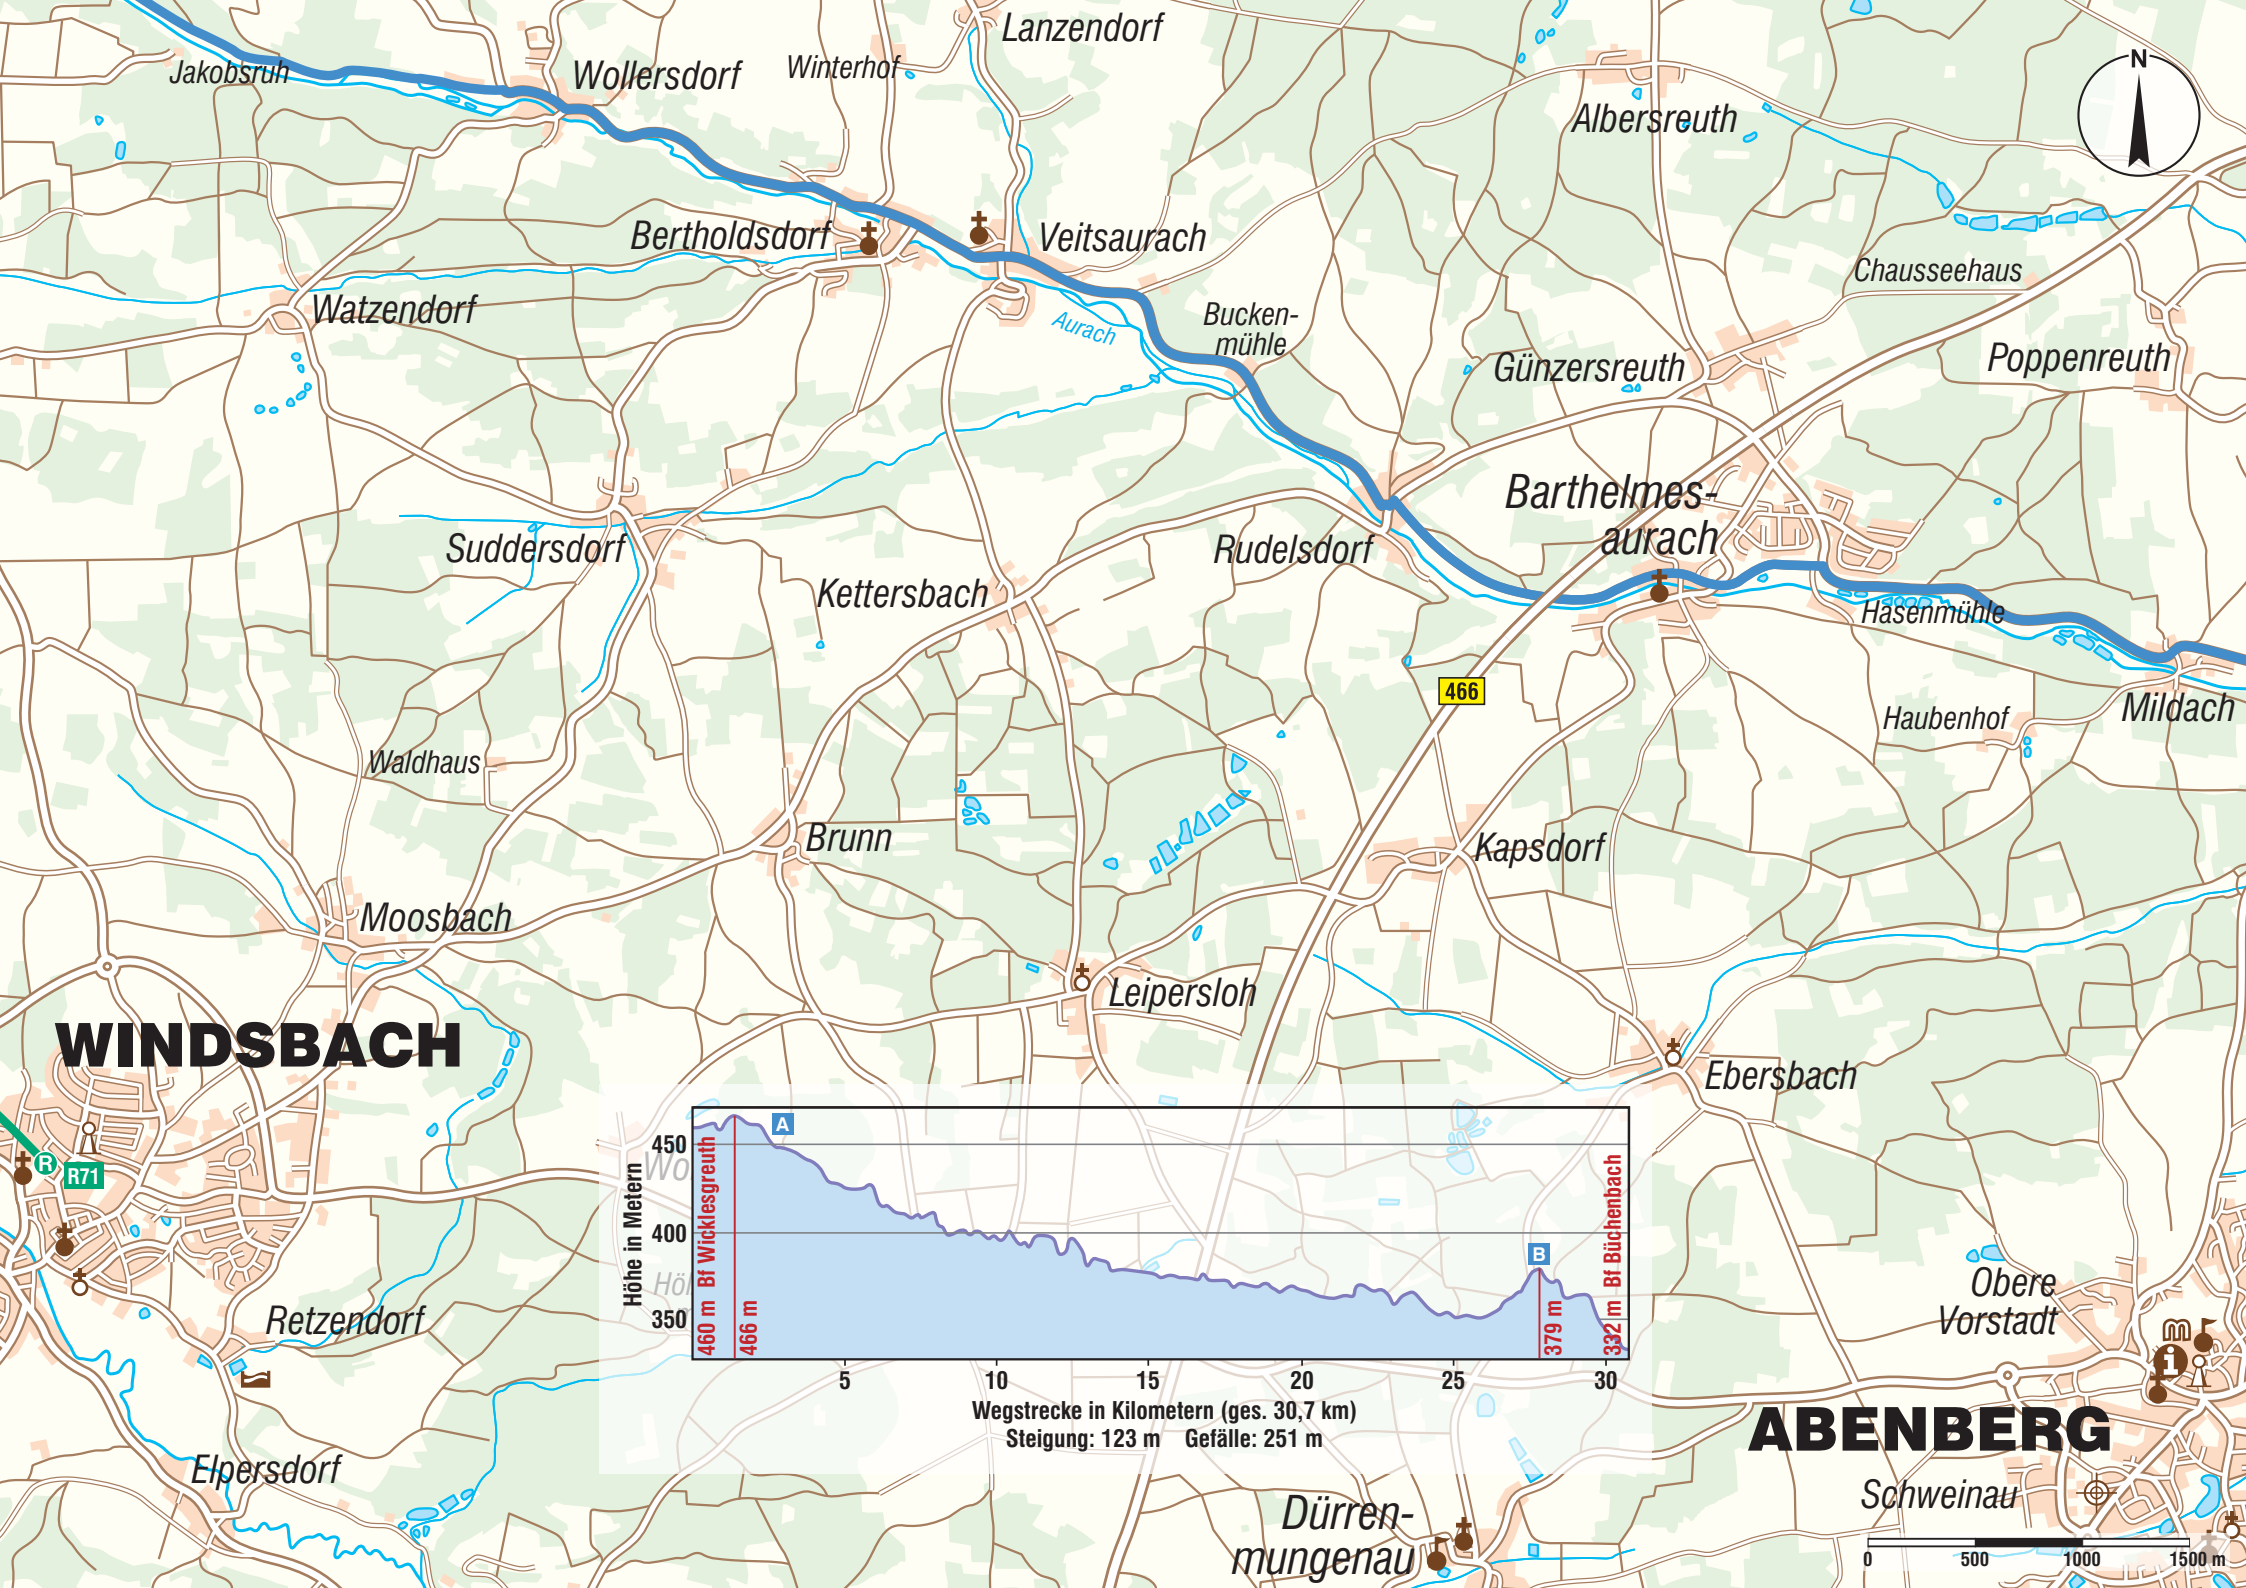 Lanzendorf
Jakobsruh
Wollersdorf
Winterhof
N
Albersreuth
Bertholdsdorf
Veitsaurach
Chausseehaus
Watzendorf
Aurach
Bucken-
mühle
Günzersreuth
Poppenreuth
Barthelmes-
aurach
Suddersdorf
Rudelsdorf
Kettersbach
Hasenmühle
466
Haubenhof
Mildach
Waldhaus
Brunn
Kapsdorf
Moosbach
Leipersloh
WINDSBACH
Ebersbach
R
R71
A
450
400
350
Höhe in Metern
460 m Bf Wicklesgreuth
466 m
B
379 m
332 m Bf Büchenbach
5
10
15
20
25
30
Wegstrecke in Kilometern (ges. 30,7 km)
Steigung: 123 m Gefälle: 251 m
Retzendorf
Elpersdorf
Obere
Vorstadt
m
i
ABENBERG
Schweinau
Dürren-
mungenau
0
500
1000
1500 m